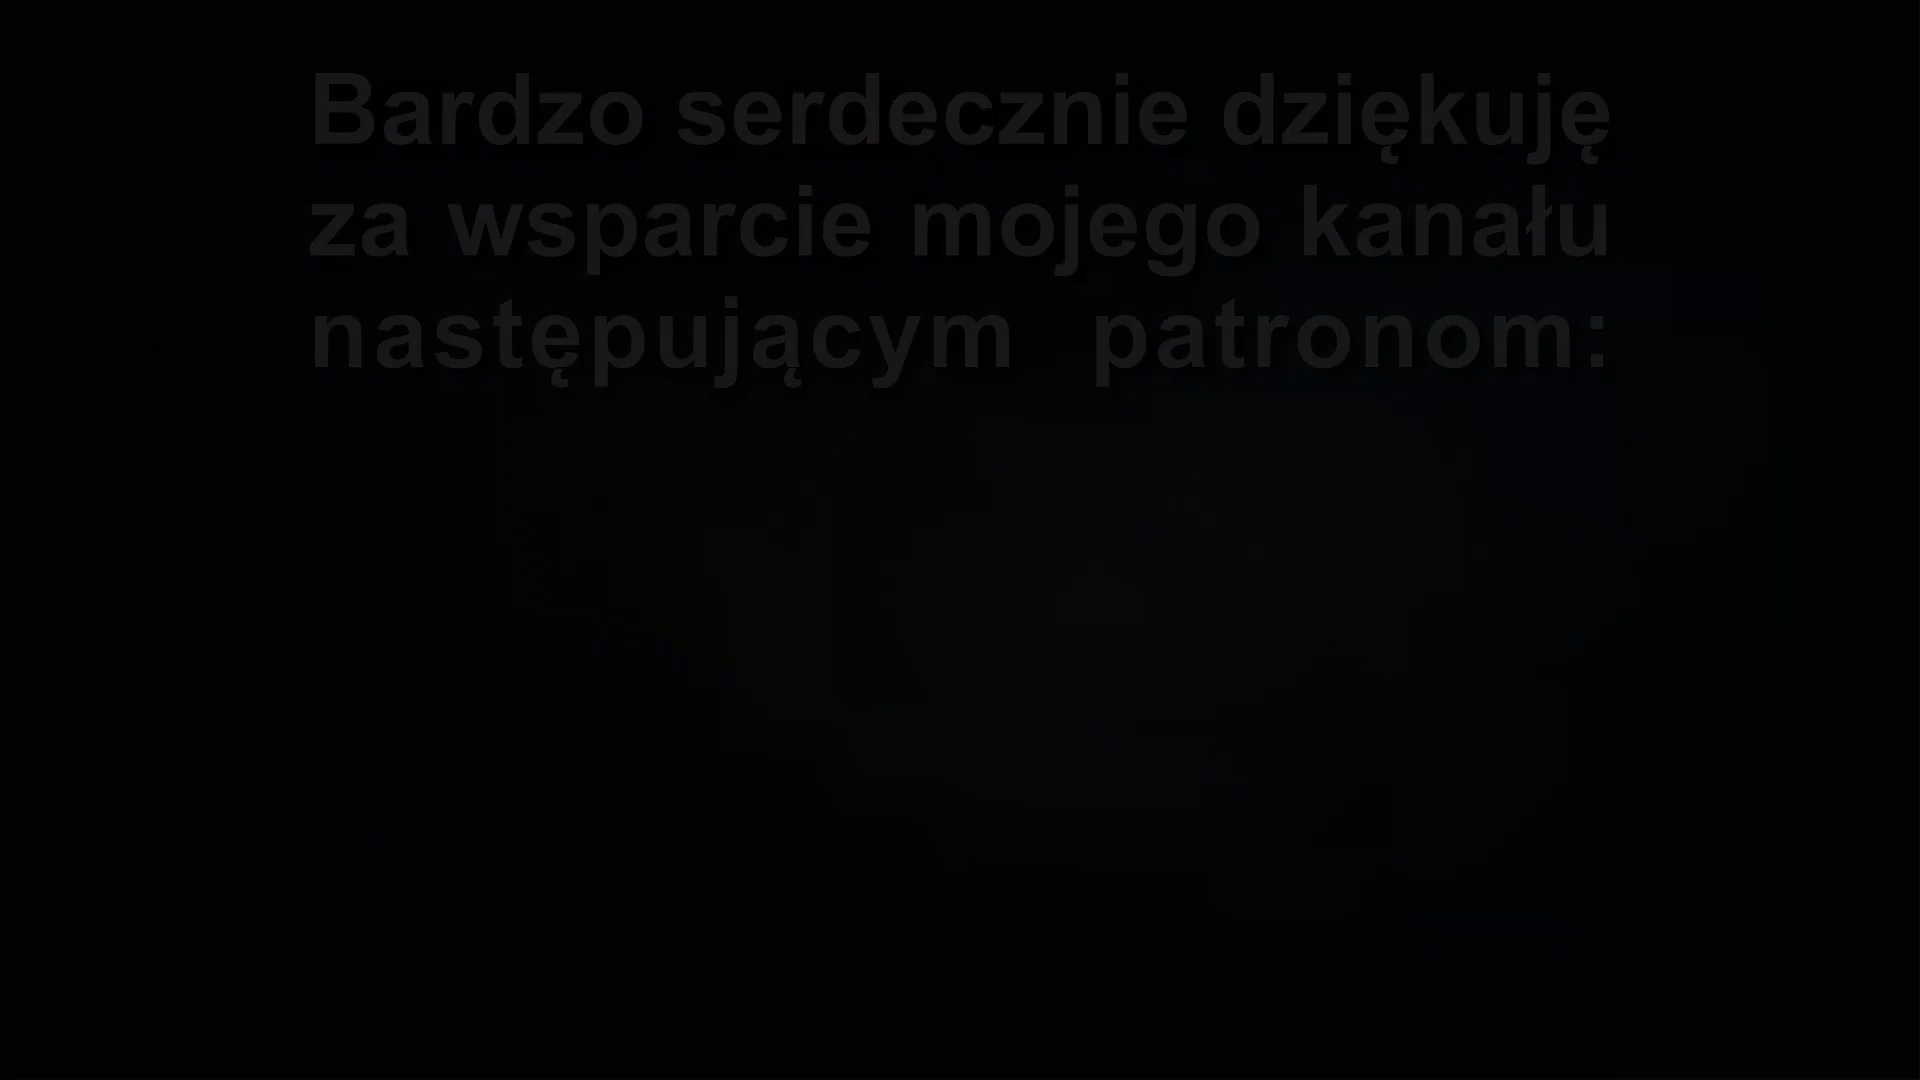 Bardzo serdecznie dziękuję
za wsparcie mojego kanału
następującym patronom: